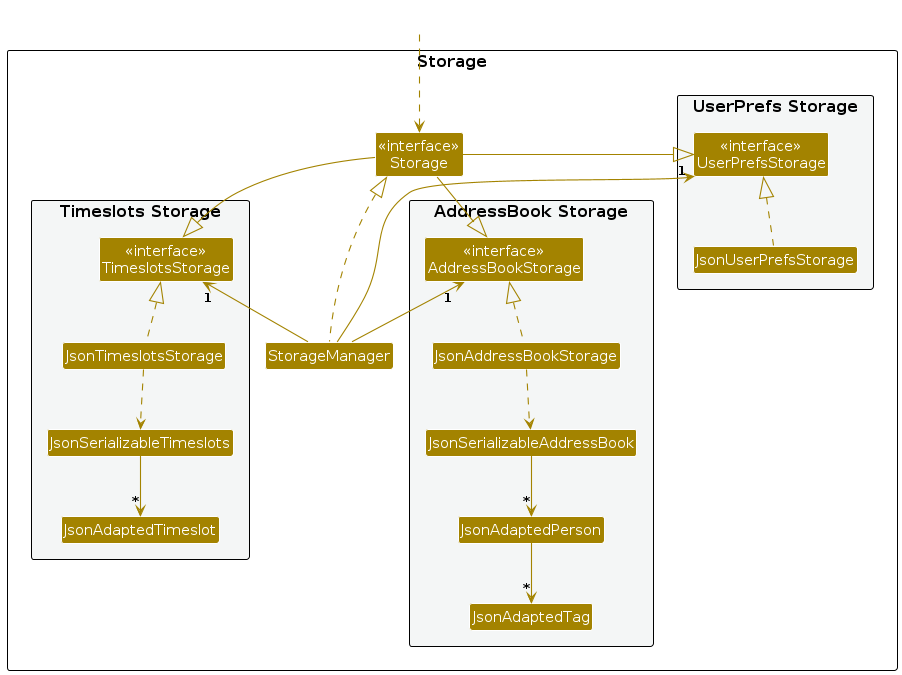 Storage
UserPrefs Storage
«interface»
Storage
«interface»
UserPrefsStorage
1
Timeslots Storage
«interface»
TimeslotsStorage
1
AddressBook Storage
«interface»
AddressBookStorage
1
JsonUserPrefsStorage
JsonTimeslotsStorage
StorageManager
JsonAddressBookStorage
JsonSerializableTimeslots
JsonSerializableAddressBook
*
*
JsonAdaptedTimeslot
JsonAdaptedPerson
*
JsonAdaptedTag